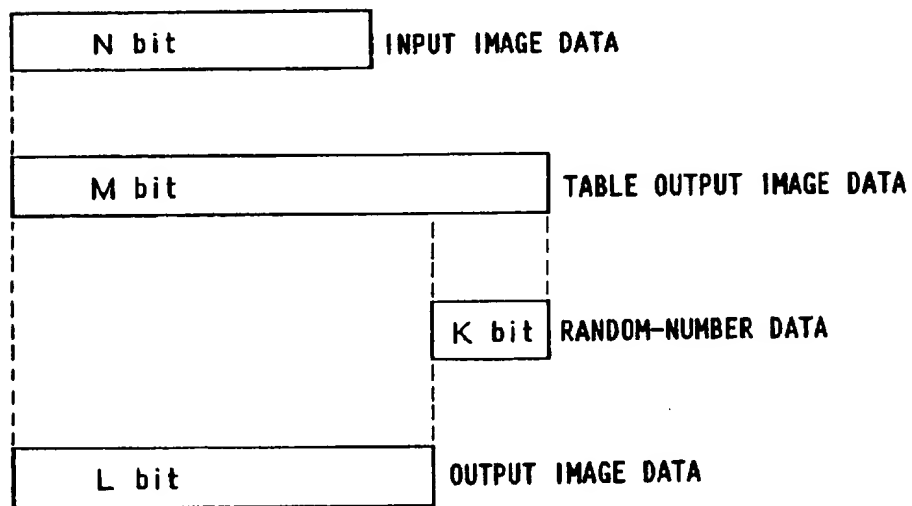 N bit INPUT IMAGE DATA
M bit TABLE OUTPUT IMAGE DATA
K bit RANDOM-NUMBER DATA
L bit OUTPUT IMAGE DATA